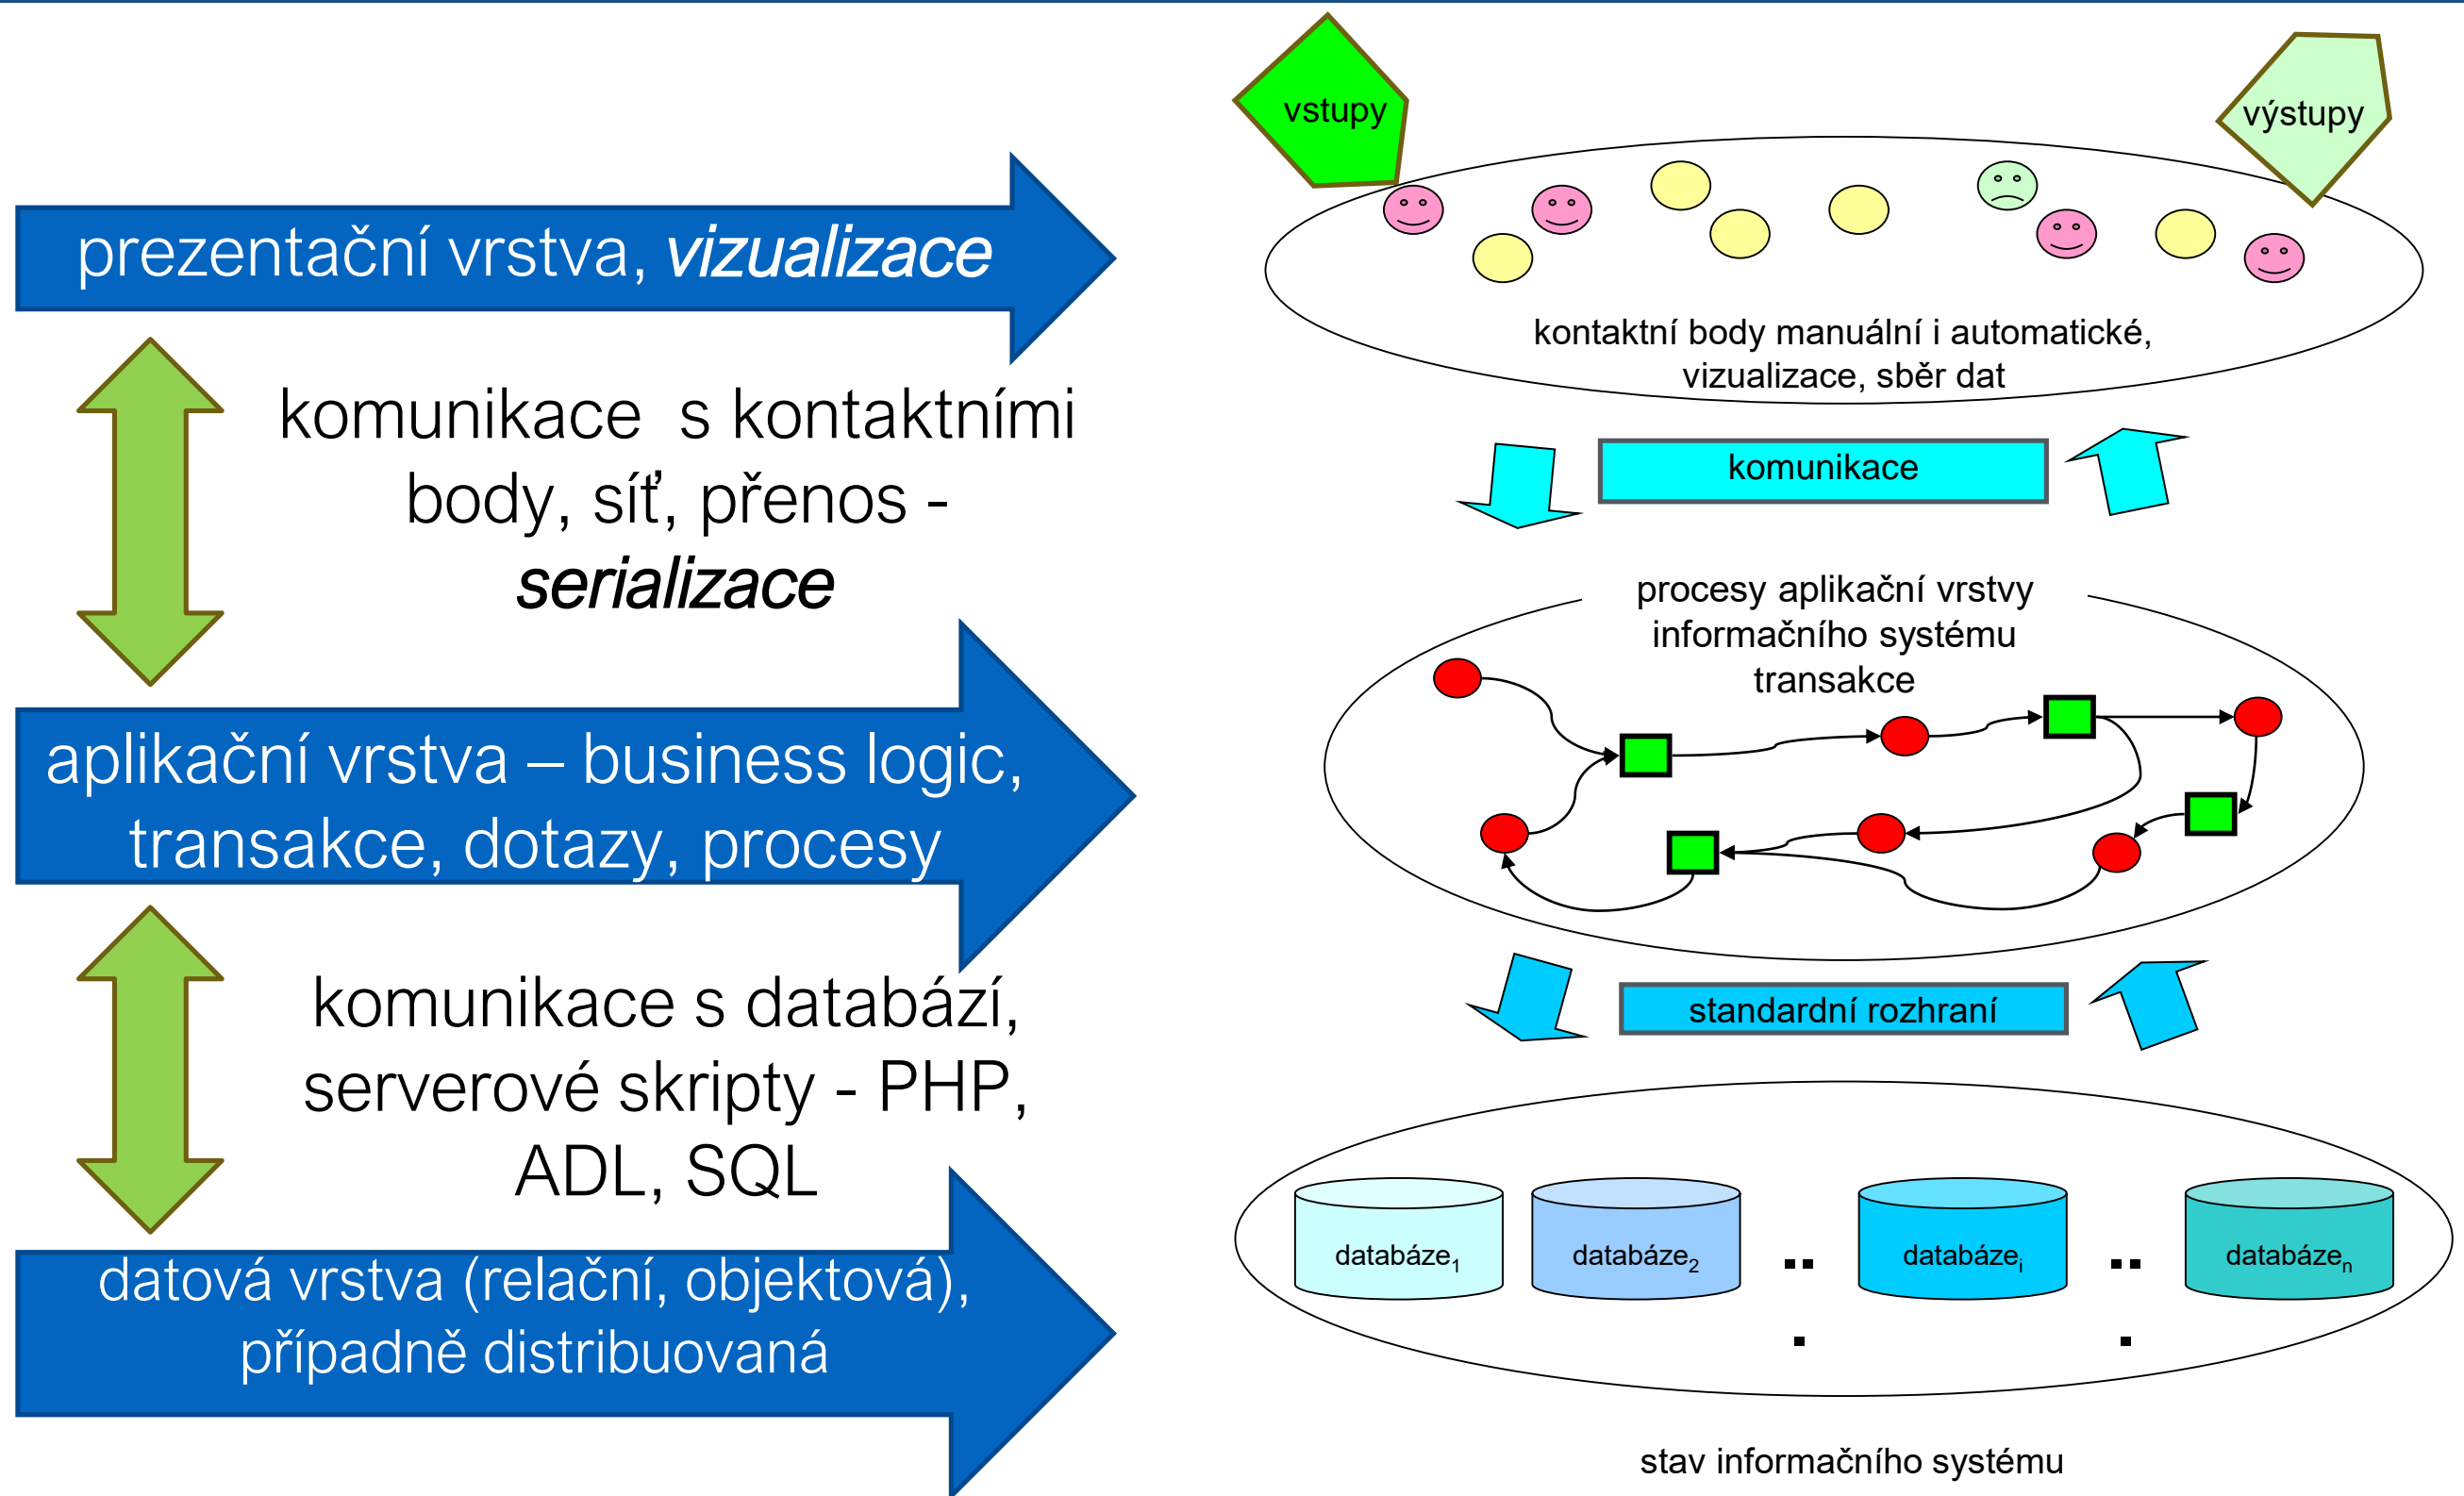 prezentační vrstva, vizualizace
komunikace s kontaktními
body, síť, přenos -
serializace
aplikační vrstva – business logic,
transakce, dotazy, procesy
komunikace s databází,
serverové skripty - PHP,
ADL, SQL
datová vrstva (relační, objektová),
případně distribuovaná
vstupy
výstupy
kontaktní body manuální i automatické,
vizualizace, sběr dat
komunikace
procesy aplikační vrstvy
informačního systému
transakce
standardní rozhraní
databáze1
databáze2
..
.
databázei
..
.
databázen
stav informačního systému